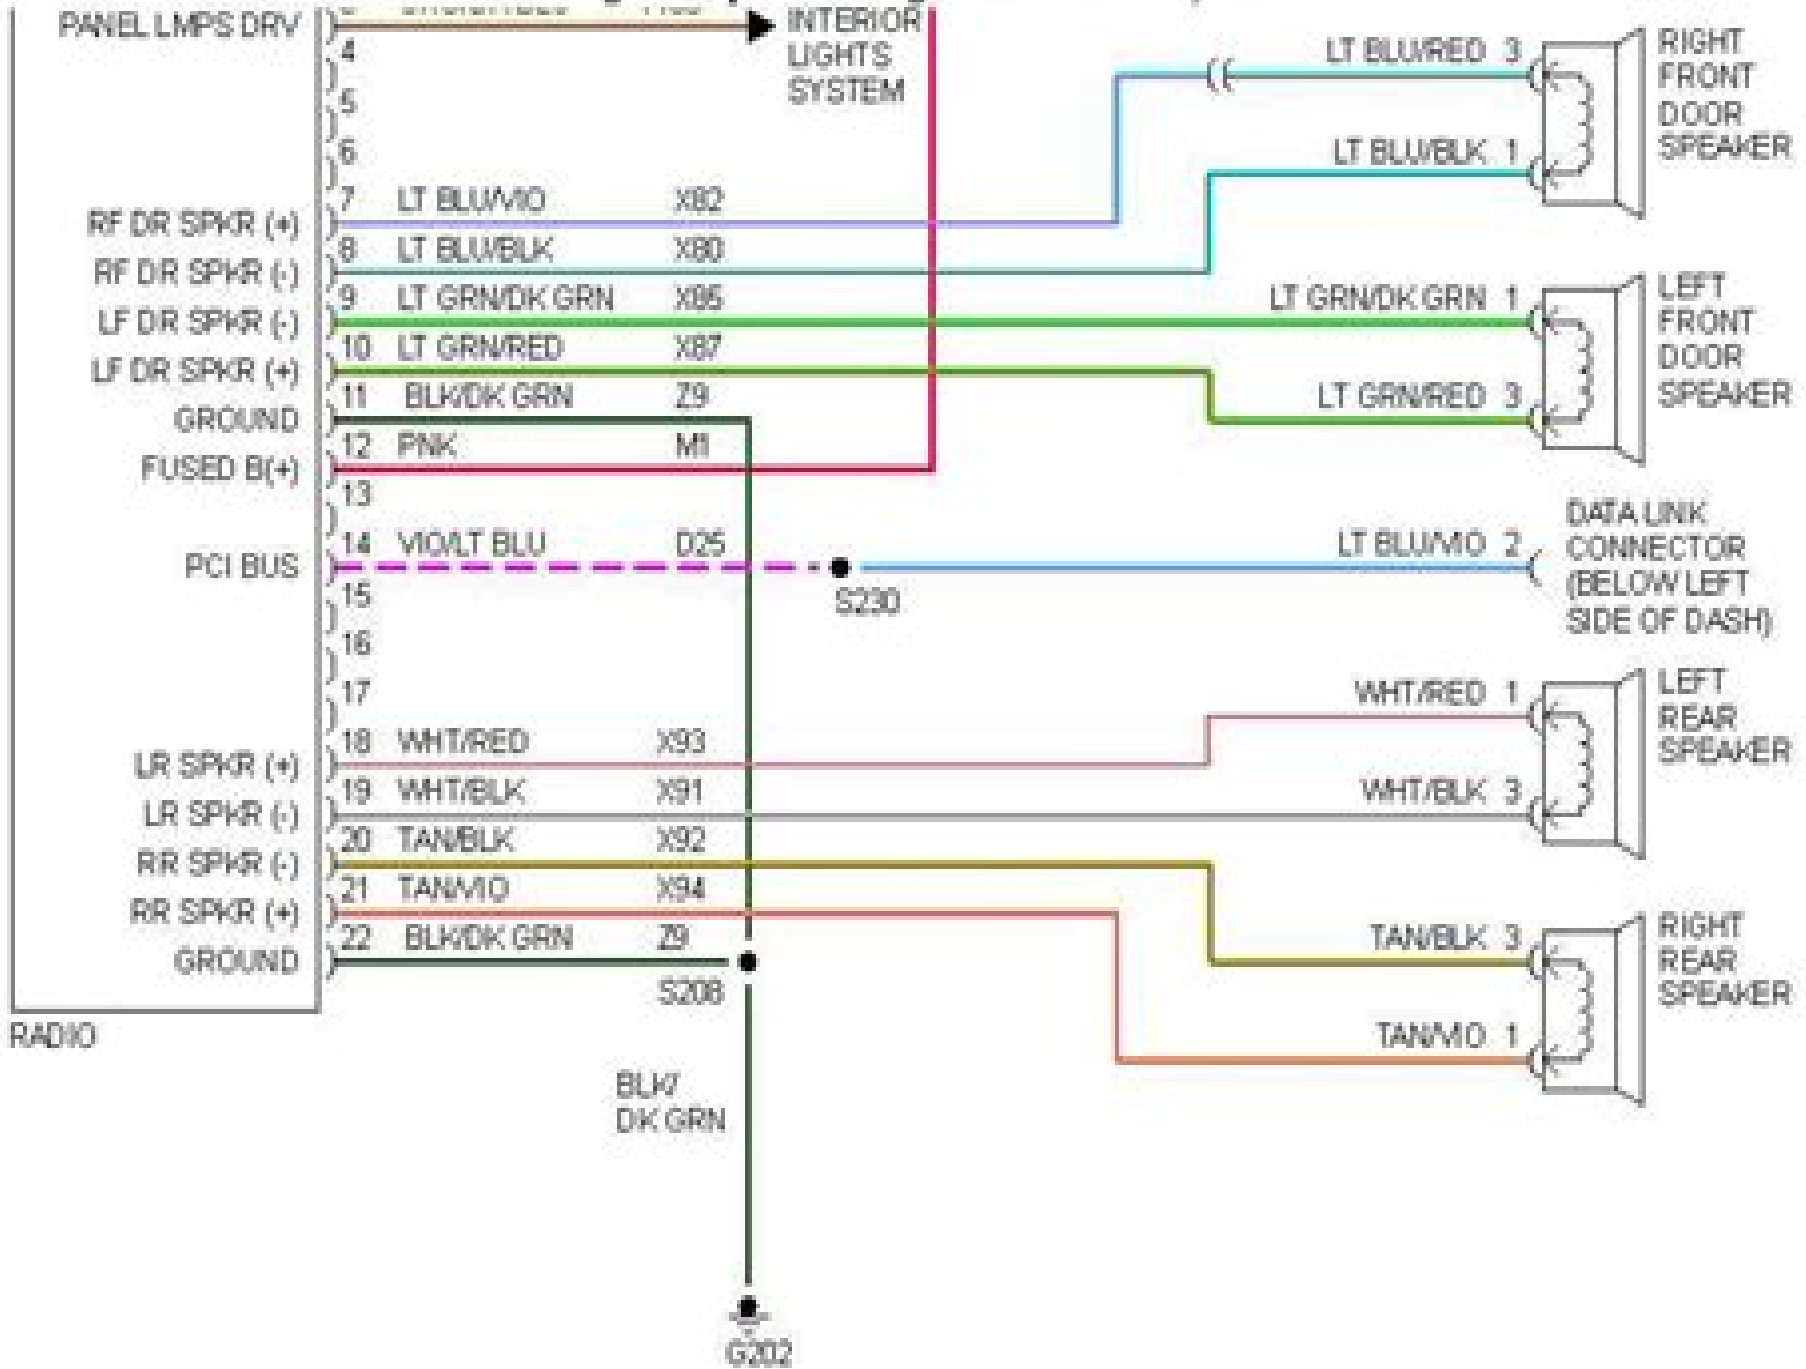 PANEL LMPS DRV
INTERIOR
LIGHTS
SYSTEM
4
5
6
7 LT BLU/VIO X82
RF DR SPKR (+)
8 LT BLU/BLK X80
RF DR SPKR (-)
9 LT GRN/DK GRN X85
LF DR SPKR (-)
10 LT GRN/RED X87
LF DR SPKR (+)
11 BLK/DK GRN Z9
GROUND
12 PNK M1
FUSED B(+)
13
14 VIO/LT BLU D25
PCI BUS
S230
15
16
17
18 WHT/RED X93
LR SPKR (+)
19 WHT/BLK X91
LR SPKR (-)
20 TAN/BLK X92
RR SPKR (-)
21 TAN/VIO X94
RR SPKR (+)
22 BLK/DK GRN Z9
GROUND
S208
RADIO
BLK/
DK GRN
G202
LT BLU/RED 3
LT BLU/BLK 1
RIGHT
FRONT
DOOR
SPEAKER
LT GRN/DK GRN 1
LT GRN/RED 3
LEFT
FRONT
DOOR
SPEAKER
LT BLU/VIO 2
DATA LINK
CONNECTOR
(BELOW LEFT
SIDE OF DASH)
WHT/RED 1
WHT/BLK 3
LEFT
REAR
SPEAKER
TAN/BLK 3
TAN/VIO 1
RIGHT
REAR
SPEAKER